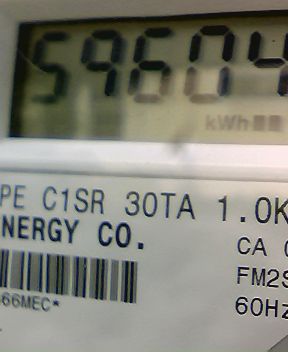 59604
kWh
PE C1SR 30TA 1.0K
NERGY CO.
CA
FM2S
66MEC*
60Hz